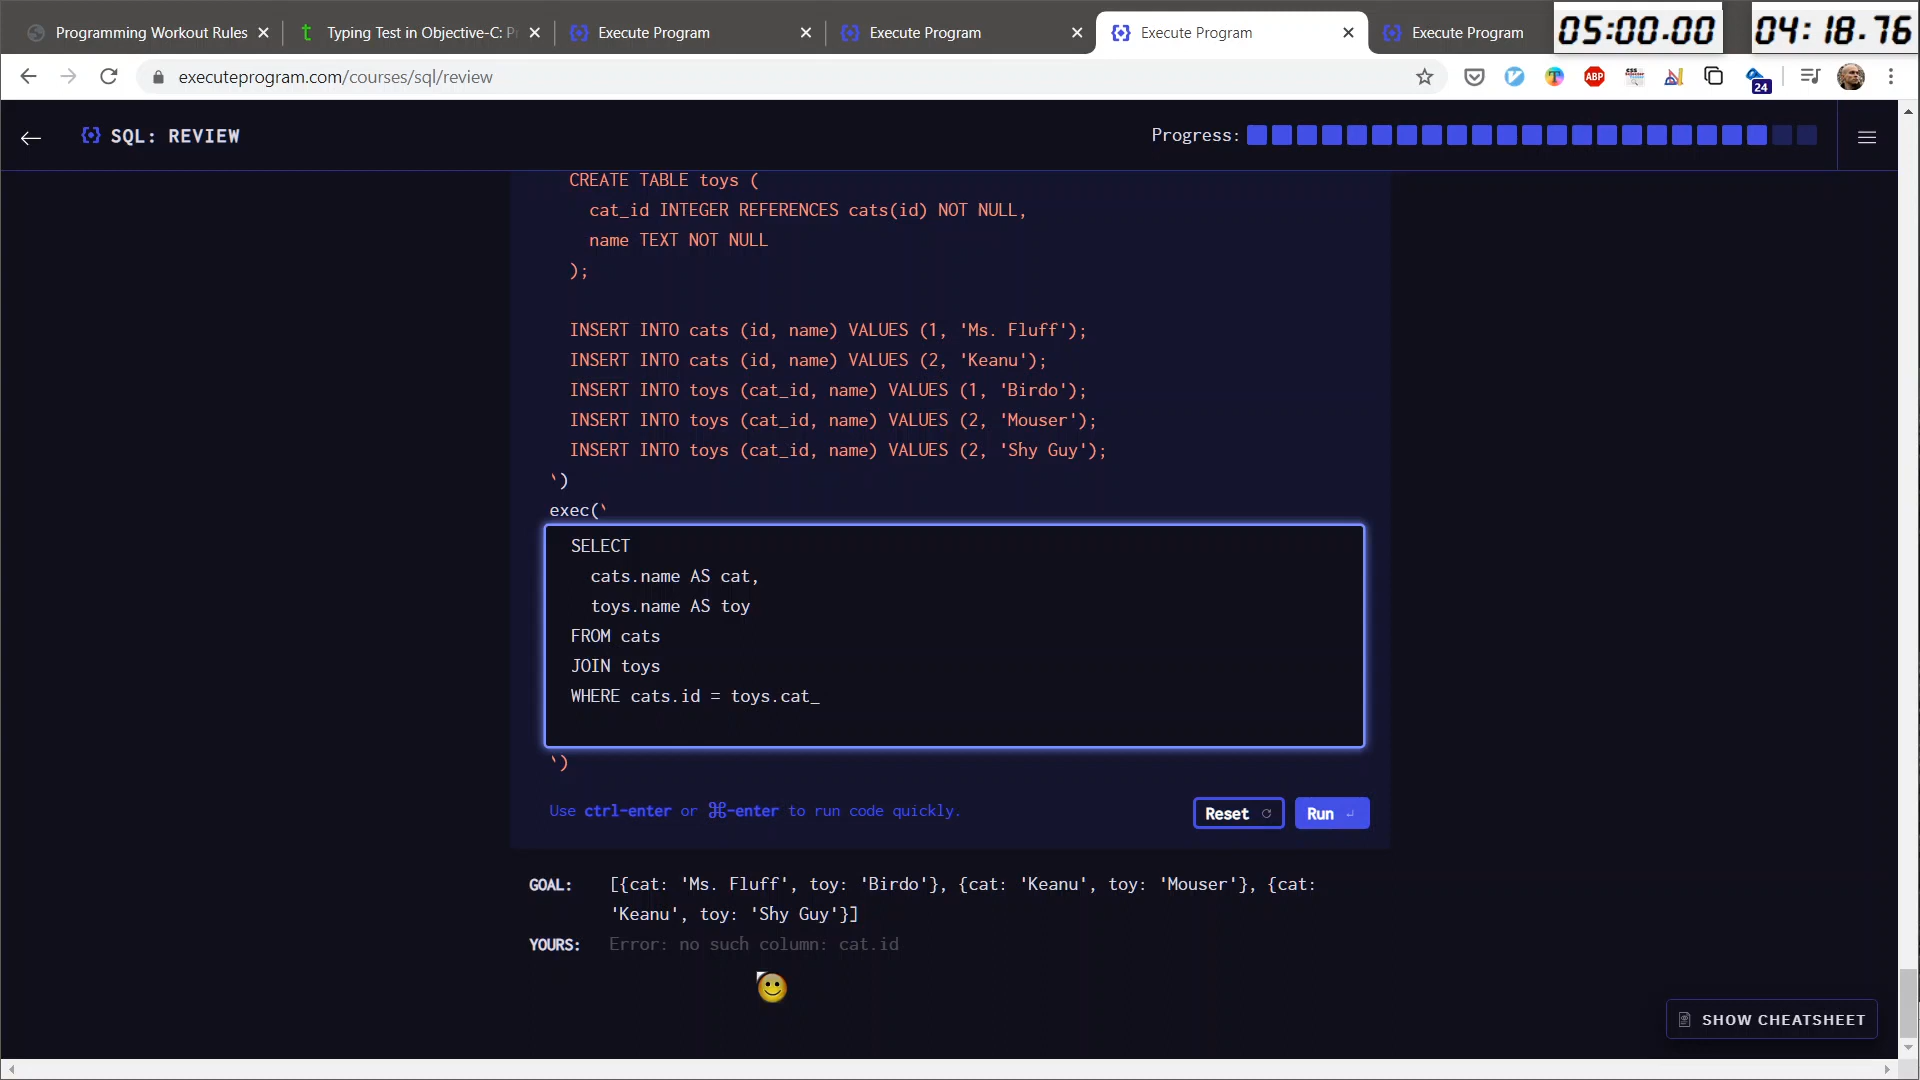 Programming Workout Rules
Typing Test in Objective-C: P
Execute Program
Execute Program
Execute Program
Execute Program
05:00.00
04:18.76
executeprogram.com/courses/sql/review
ABP
24
SQL: REVIEW
Progress:
CREATE TABLE toys (
cat_id INTEGER REFERENCES cats(id) NOT NULL,
name TEXT NOT NULL
);
INSERT INTO cats (id, name) VALUES (1, 'Ms. Fluff');
INSERT INTO cats (id, name) VALUES (2, 'Keanu');
INSERT INTO toys (cat_id, name) VALUES (1, 'Birdo');
INSERT INTO toys (cat_id, name) VALUES (2, 'Mouser');
INSERT INTO toys (cat_id, name) VALUES (2, 'Shy Guy');
`)
exec(`
SELECT
cats.name AS cat,
toys.name AS toy
FROM cats
JOIN toys
WHERE cats.id = toys.cat_
`)
Use ctrl-enter or ⌘-enter to run code quickly.
Reset
Run
GOAL: [{cat: 'Ms. Fluff', toy: 'Birdo'}, {cat: 'Keanu', toy: 'Mouser'}, {cat:
'Keanu', toy: 'Shy Guy'}]
YOURS: Error: no such column: cat.id
SHOW CHEATSHEET